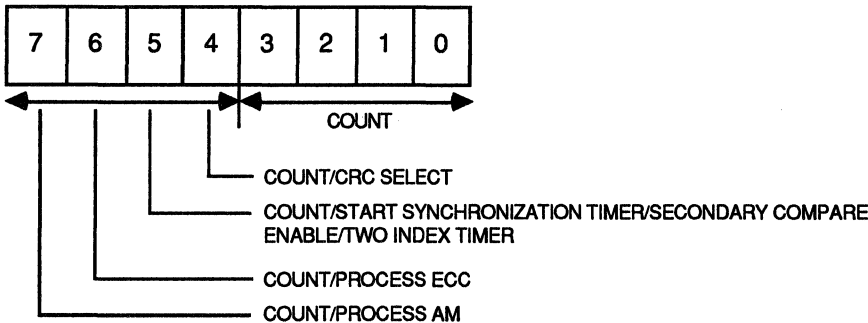 7 6 5 4 3 2 1 0
COUNT
COUNT/CRC SELECT
COUNT/START SYNCHRONIZATION TIMER/SECONDARY COMPARE
ENABLE/TWO INDEX TIMER
COUNT/PROCESS ECC
COUNT/PROCESS AM